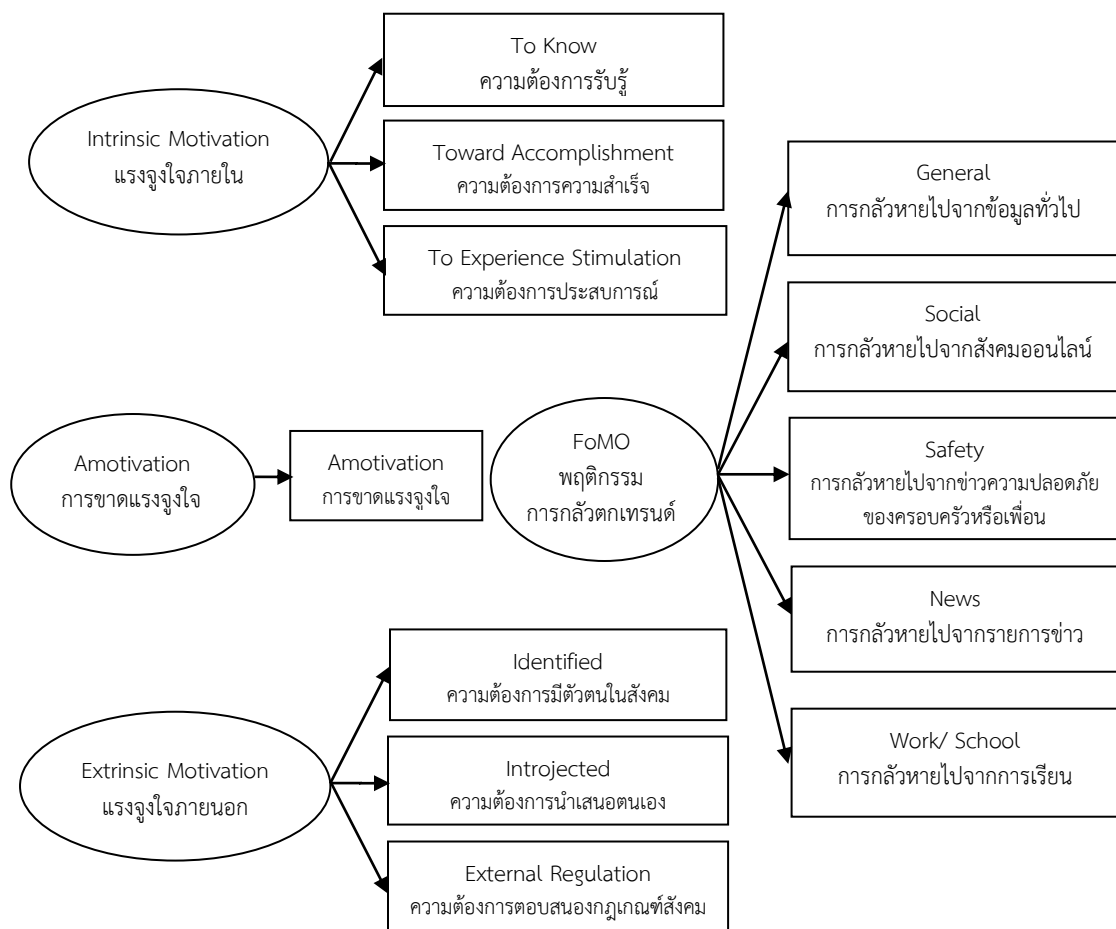 To Know
ความต้องการรับรู้
Intrinsic Motivation
แรงจูงใจภายใน
Toward Accomplishment
ความต้องการความสำเร็จ
To Experience Stimulation
ความต้องการประสบการณ์
General
การกลัวหายไปจากข้อมูลทั่วไป
Social
การกลัวหายไปจากสังคมออนไลน์
Amotivation
การขาดแรงจูงใจ
Amotivation
การขาดแรงจูงใจ
FoMO
พฤติกรรม
การกลัวตกเทรนด์
Safety
การกลัวหายไปจากข่าวความปลอดภัย
ของครอบครัวหรือเพื่อน
News
การกลัวหายไปจากรายการข่าว
Work/ School
การกลัวหายไปจากการเรียน
Identified
ความต้องการมีตัวตนในสังคม
Extrinsic Motivation
แรงจูงใจภายนอก
Introjected
ความต้องการนำเสนอตนเอง
External Regulation
ความต้องการตอบสนองกฎเกณฑ์สังคม